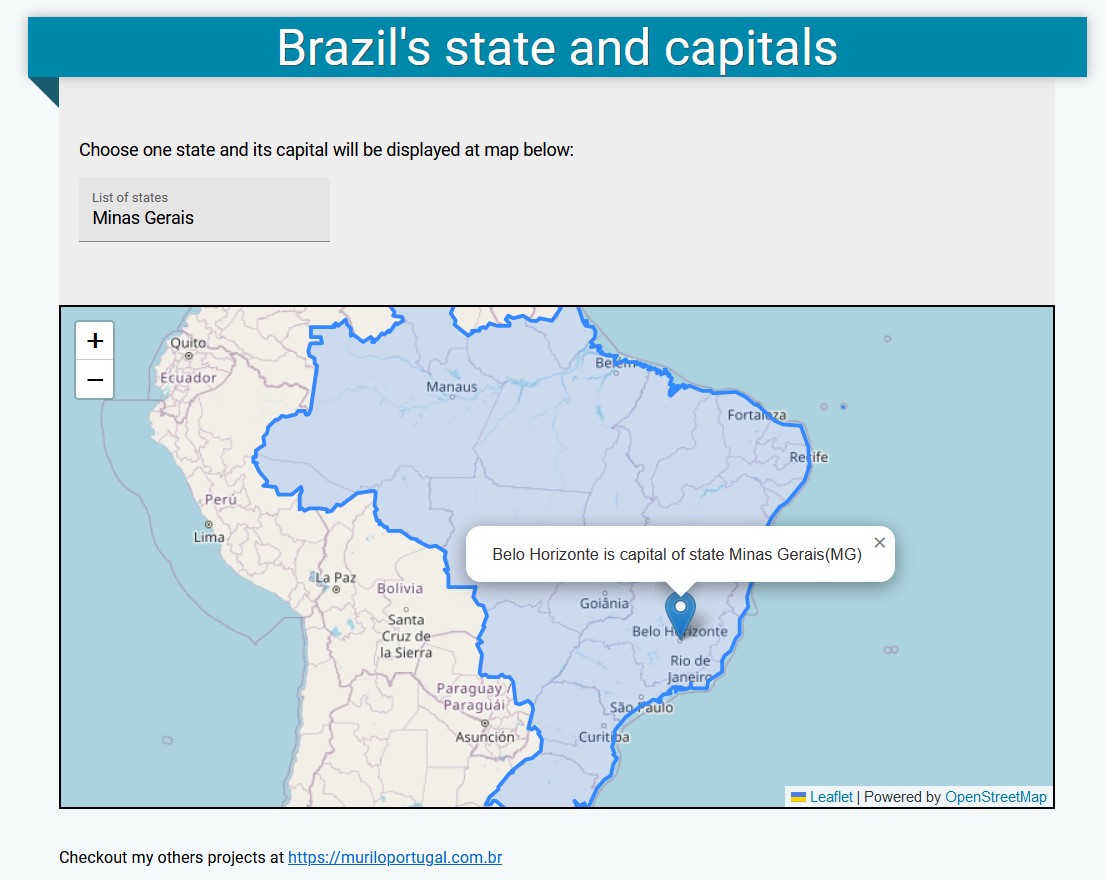 Brazil's state and capitals
Choose one state and its capital will be displayed at map below:
List of states
Minas Gerais
+
−
Quito
Ecuador
Belém
Manaus
Fortaleza
Recife
Perú
Lima
Belo Horizonte is capital of state Minas Gerais(MG)
×
La Paz
Bolivia
Goiânia
Santa
Cruz de
la Sierra
Belo Horizonte
Rio de
Janeiro
Paraguay /
Paraguái
São Paulo
Asunción
Curitiba
Leaflet | Powered by OpenStreetMap
Checkout my others projects at https://muriloportugal.com.br